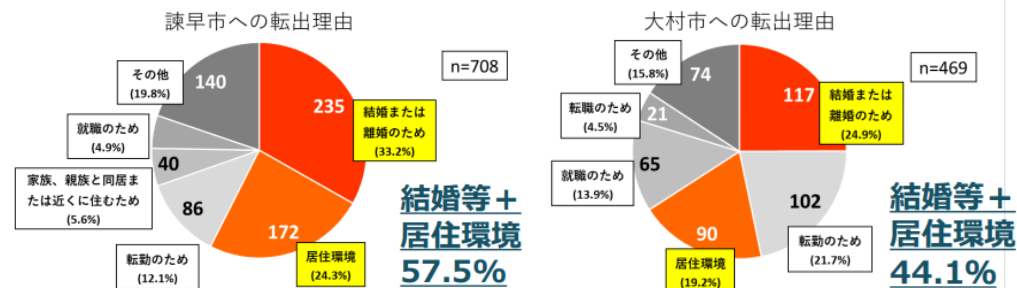 諫早市への転出理由
その他
(19.8%)
140
n=708
235
結婚または
離婚のため
(33.2%)
就職のため
(4.9%)
40
家族、親族と同居ま
たは近くに住むため
(5.6%)
86
転勤のため
(12.1%)
172
居住環境
(24.3%)
結婚等＋
居住環境
57.5%
大村市への転出理由
その他
(15.8%)
74
n=469
117
結婚または
離婚のため
(24.9%)
転職のため
(4.5%)
21
就職のため
(13.9%)
65
102
転勤のため
(21.7%)
90
居住環境
(19.2%)
結婚等＋
居住環境
44.1%